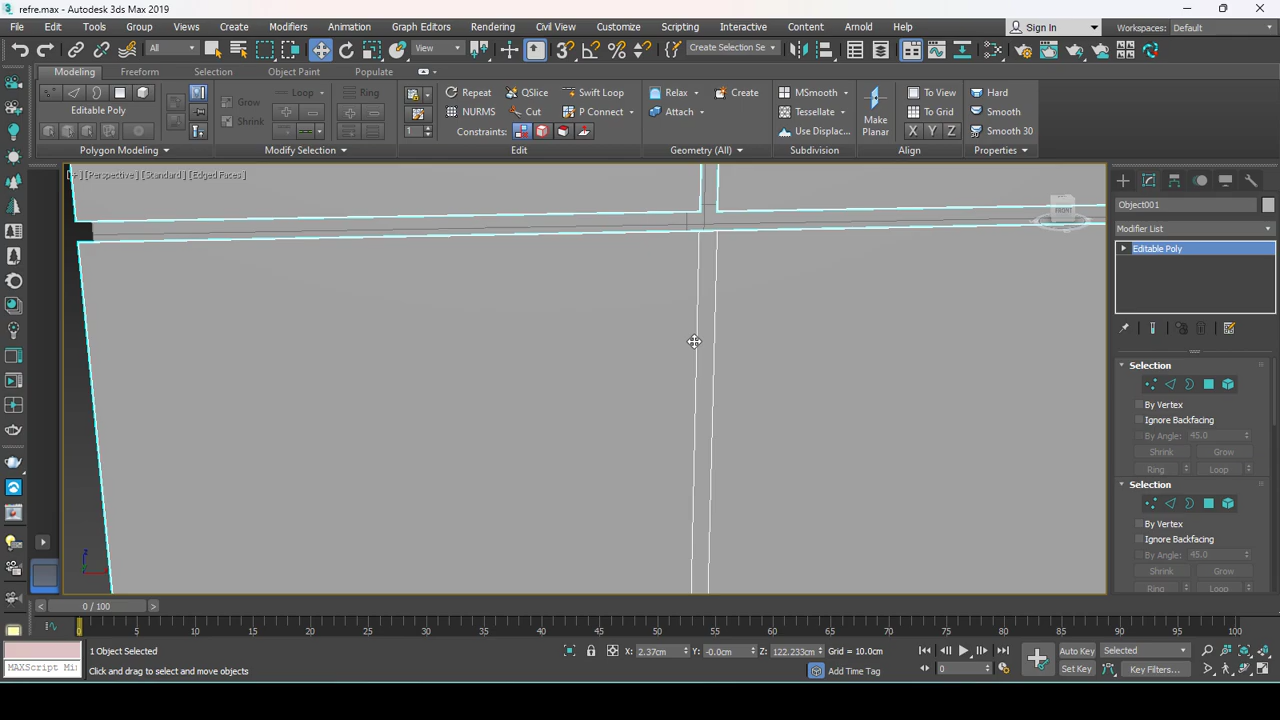 refre.max - Autodesk 3ds Max 2019
File Edit Tools Group Views Create Modifiers Animation Graph Editors Rendering Civil View Customize Scripting Interactive Content Arnold Help Sign In Workspaces: Default
All View Create Selection Se
Modeling Freeform Selection Object Paint Populate
Editable Poly Grow Shrink Loop Ring Repeat QSlice Swift Loop Relax Create MSmooth To View Hard
NURMS Cut P Connect Attach Make Planar Tessellate To Grid Smooth
1 Constraints: Use Displac... X Y Z Smooth 30
Polygon Modeling Modify Selection Edit Geometry (All) Subdivision Align Properties
[Perspective] [Standard] [Edged Faces]
FRONT
Object001
Modifier List
Editable Poly
Selection
By Vertex
Ignore Backfacing
By Angle: 45.0
Shrink Grow
Ring Loop
Selection
By Vertex
Ignore Backfacing
By Angle: 45.0
Shrink Grow
Ring Loop
z
0 / 100
0 5 10 15 20 25 30 35 40 45 50 55 60 65 70 75 80 85 90 95 100
1 Object Selected X: 2.37cm Y: -0.0cm Z: 122.233cm Grid = 10.0cm Auto Key Selected
MAXScript Mi Click and drag to select and move objects Add Time Tag 0 Set Key Key Filters...